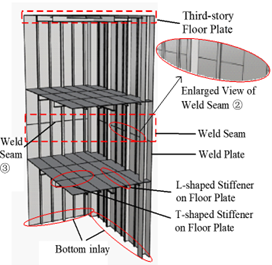 Third-story
Floor Plate
Enlarged View of
Weld Seam ②
Weld
Seam
③
Weld Seam
Weld Plate
L-shaped Stiffener
on Floor Plate
T-shaped Stiffener
on Floor Plate
Bottom inlay